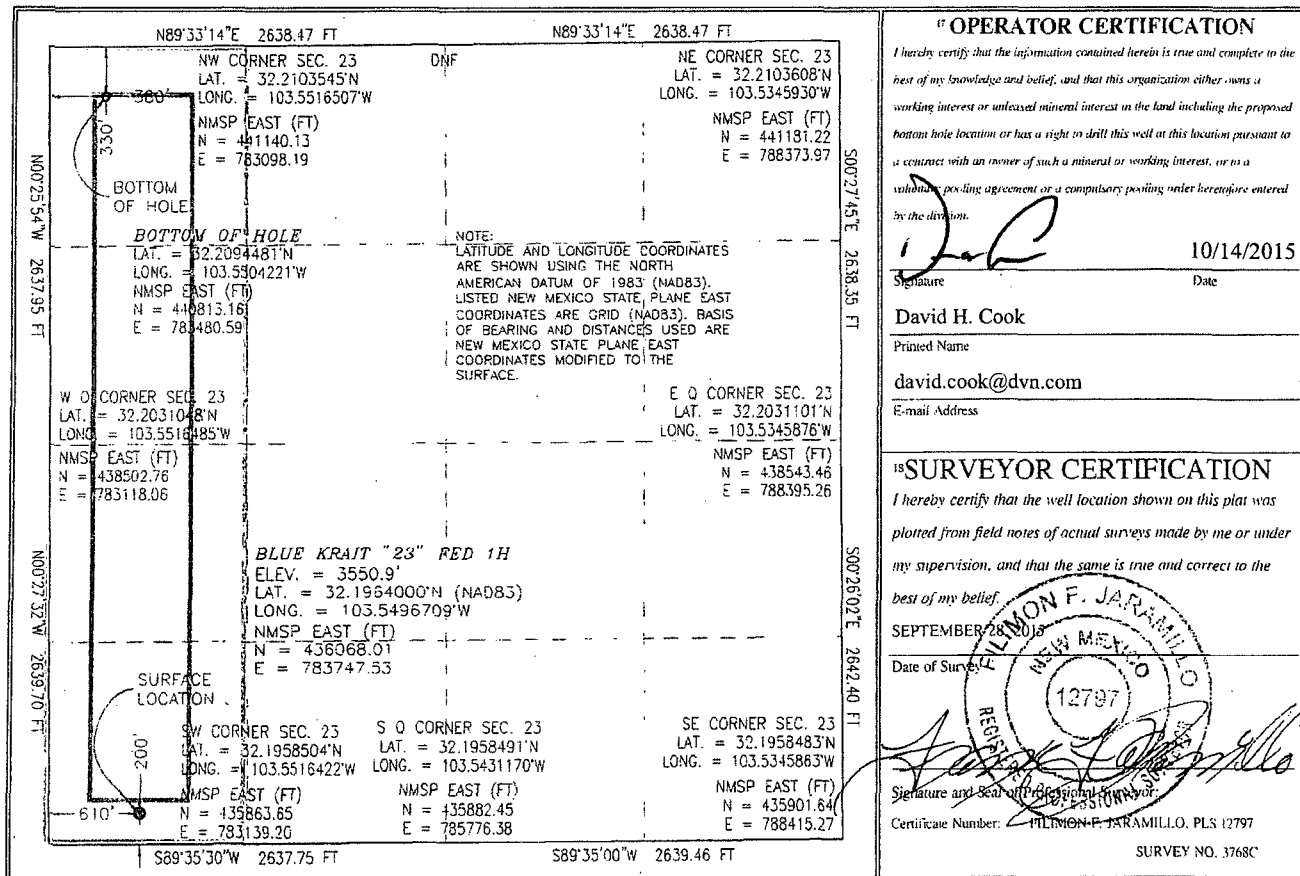 N89°33'14"E 2638.47 FT
N89°33'14"E 2638.47 FT
NW CORNER SEC. 23
LAT. = 32.2103545°N
LONG. = 103.5516507°W
NMSP EAST (FT)
N = 441140.13
E = 783098.19
DNF
NE CORNER SEC. 23
LAT. = 32.2103608°N
LONG. = 103.5345930°W
NMSP EAST (FT)
N = 441181.22
E = 788373.97
380'
330'
BOTTOM
OF HOLE
N00°25'54"W 2637.95 FT
S00°27'45"E 2638.35 FT
BOTTOM OF HOLE
LAT. = 32.2094481°N
LONG. = 103.5504221°W
NMSP EAST (FT)
N = 440813.16
E = 783480.59
NOTE:
LATITUDE AND LONGITUDE COORDINATES
ARE SHOWN USING THE NORTH
AMERICAN DATUM OF 1983 (NAD83).
LISTED NEW MEXICO STATE PLANE EAST
COORDINATES ARE GRID (NAD83). BASIS
OF BEARING AND DISTANCES USED ARE
NEW MEXICO STATE PLANE EAST
COORDINATES MODIFIED TO THE
SURFACE.
W Q CORNER SEC. 23
LAT. = 32.2031048°N
LONG. = 103.5516485°W
NMSP EAST (FT)
N = 438502.76
E = 783118.06
E Q CORNER SEC. 23
LAT. = 32.2031101°N
LONG. = 103.5345876°W
NMSP EAST (FT)
N = 438543.46
E = 788395.26
BLUE KRAIT "23" FED 1H
ELEV. = 3550.9'
LAT. = 32.1964000°N (NAD83)
LONG. = 103.5496709°W
NMSP EAST (FT)
N = 436068.01
E = 783747.53
N00°27'32"W 2639.70 FT
S00°26'02"E 2642.40 FT
SURFACE
LOCATION
200'
610'
SW CORNER SEC. 23
LAT. = 32.1958504°N
LONG. = 103.5516422°W
NMSP EAST (FT)
N = 435863.65
E = 783139.20
S Q CORNER SEC. 23
LAT. = 32.1958491°N
LONG. = 103.5431170°W
NMSP EAST (FT)
N = 435882.45
E = 785776.38
SE CORNER SEC. 23
LAT. = 32.1958483°N
LONG. = 103.5345863°W
NMSP EAST (FT)
N = 435901.64
E = 788415.27
S89°35'30"W 2637.75 FT
S89°35'00"W 2639.46 FT
17 OPERATOR CERTIFICATION
I hereby certify that the information contained herein is true and complete to the
best of my knowledge and belief, and that this organization either owns a
working interest or unleased mineral interest in the land including the proposed
bottom hole location or has a right to drill this well at this location pursuant to
a contract with an owner of such a mineral or working interest, or to a
voluntary pooling agreement or a compulsory pooling order heretofore entered
by the division.
10/14/2015
Signature Date
David H. Cook
Printed Name
david.cook@dvn.com
E-mail Address
18 SURVEYOR CERTIFICATION
I hereby certify that the well location shown on this plat was
plotted from field notes of actual surveys made by me or under
my supervision, and that the same is true and correct to the
best of my belief.
SEPTEMBER 28, 2015
Date of Survey
FILIMON F. JARAMILLO
NEW MEXICO
12797
REGISTERED PROFESSIONAL SURVEYOR
Signature and Seal of Professional Surveyor:
Certificate Number: FILIMON F. JARAMILLO, PLS 12797
SURVEY NO. 3768C